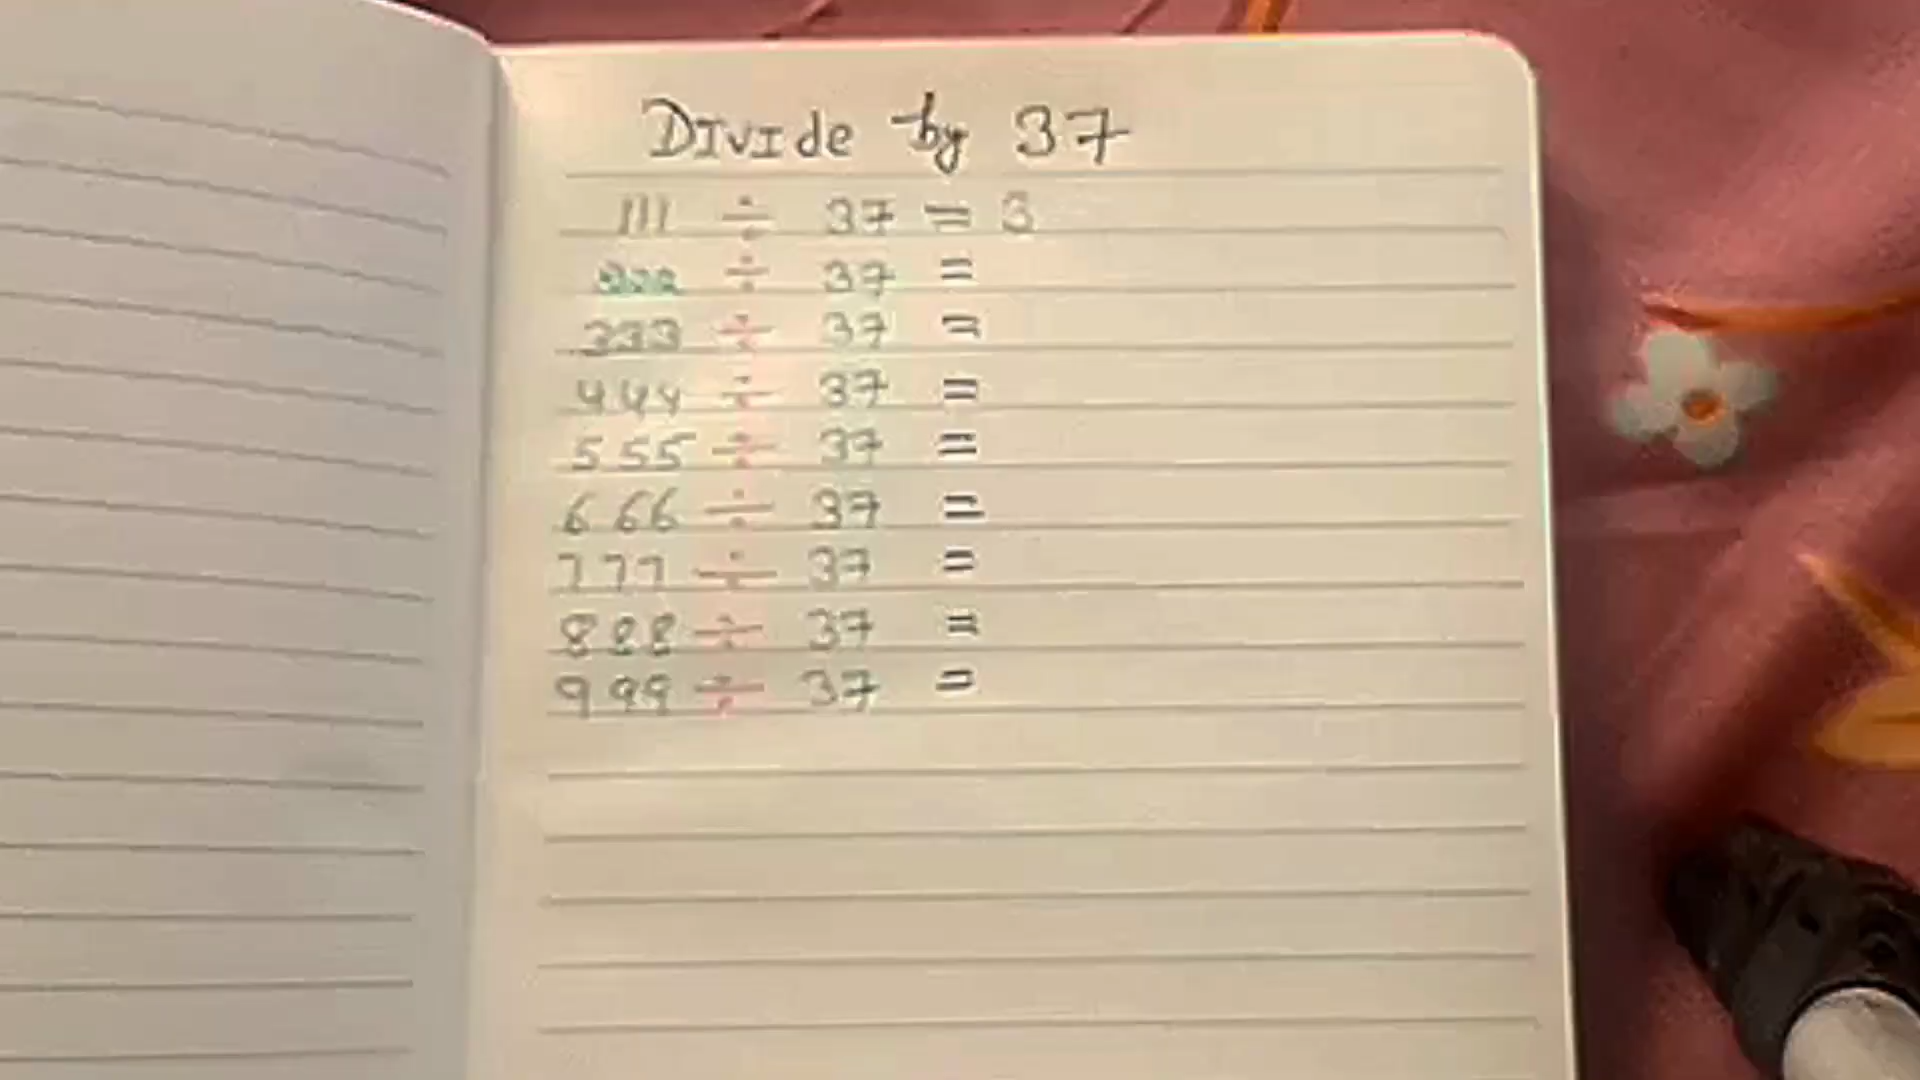 Divide by 37
111 ÷ 37 = 3
222 ÷ 37 =
333 ÷ 37 =
444 ÷ 37 =
555 ÷ 37 =
666 ÷ 37 =
777 ÷ 37 =
888 ÷ 37 =
999 ÷ 37 =